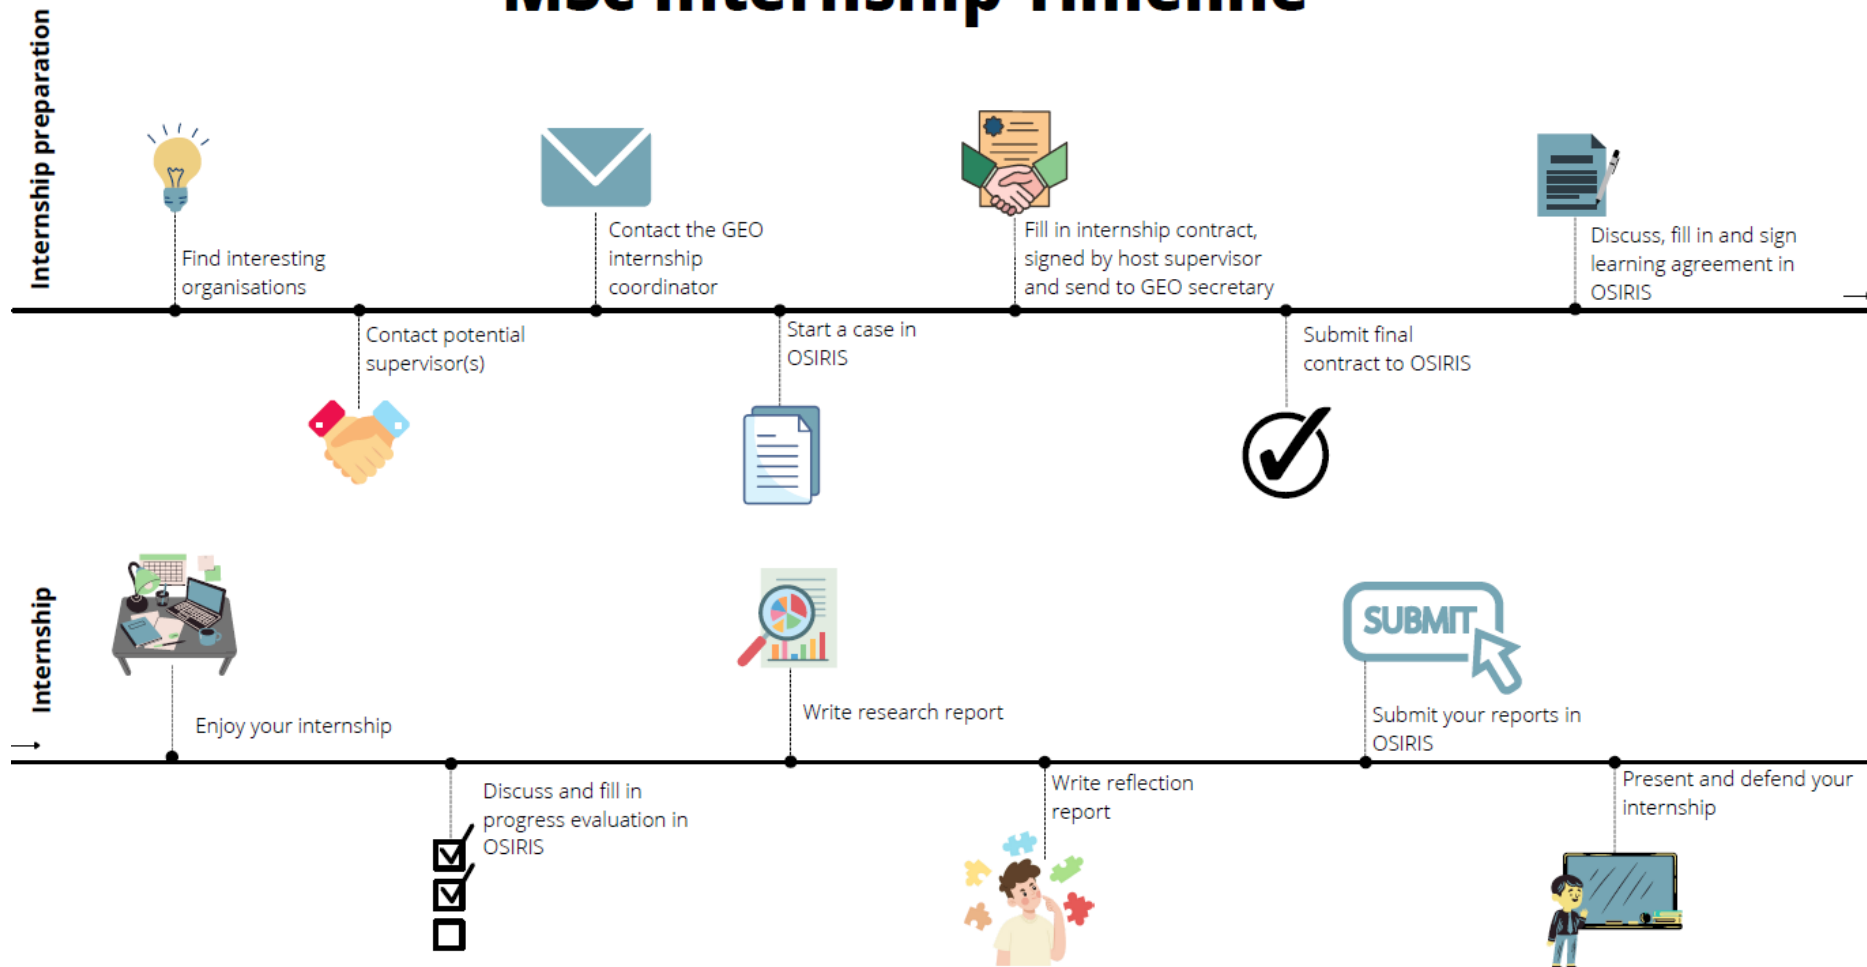 MSc Internship Timeline
Internship preparation
Find interesting
organisations
Contact potential
supervisor(s)
Contact the GEO
internship
coordinator
Start a case in
OSIRIS
Fill in internship contract,
signed by host supervisor
and send to GEO secretary
Submit final
contract to OSIRIS
Discuss, fill in and sign
learning agreement in
OSIRIS
Internship
Enjoy your internship
Discuss and fill in
progress evaluation in
OSIRIS
Write research report
Write reflection
report
SUBMIT
Submit your reports in
OSIRIS
Present and defend your
internship